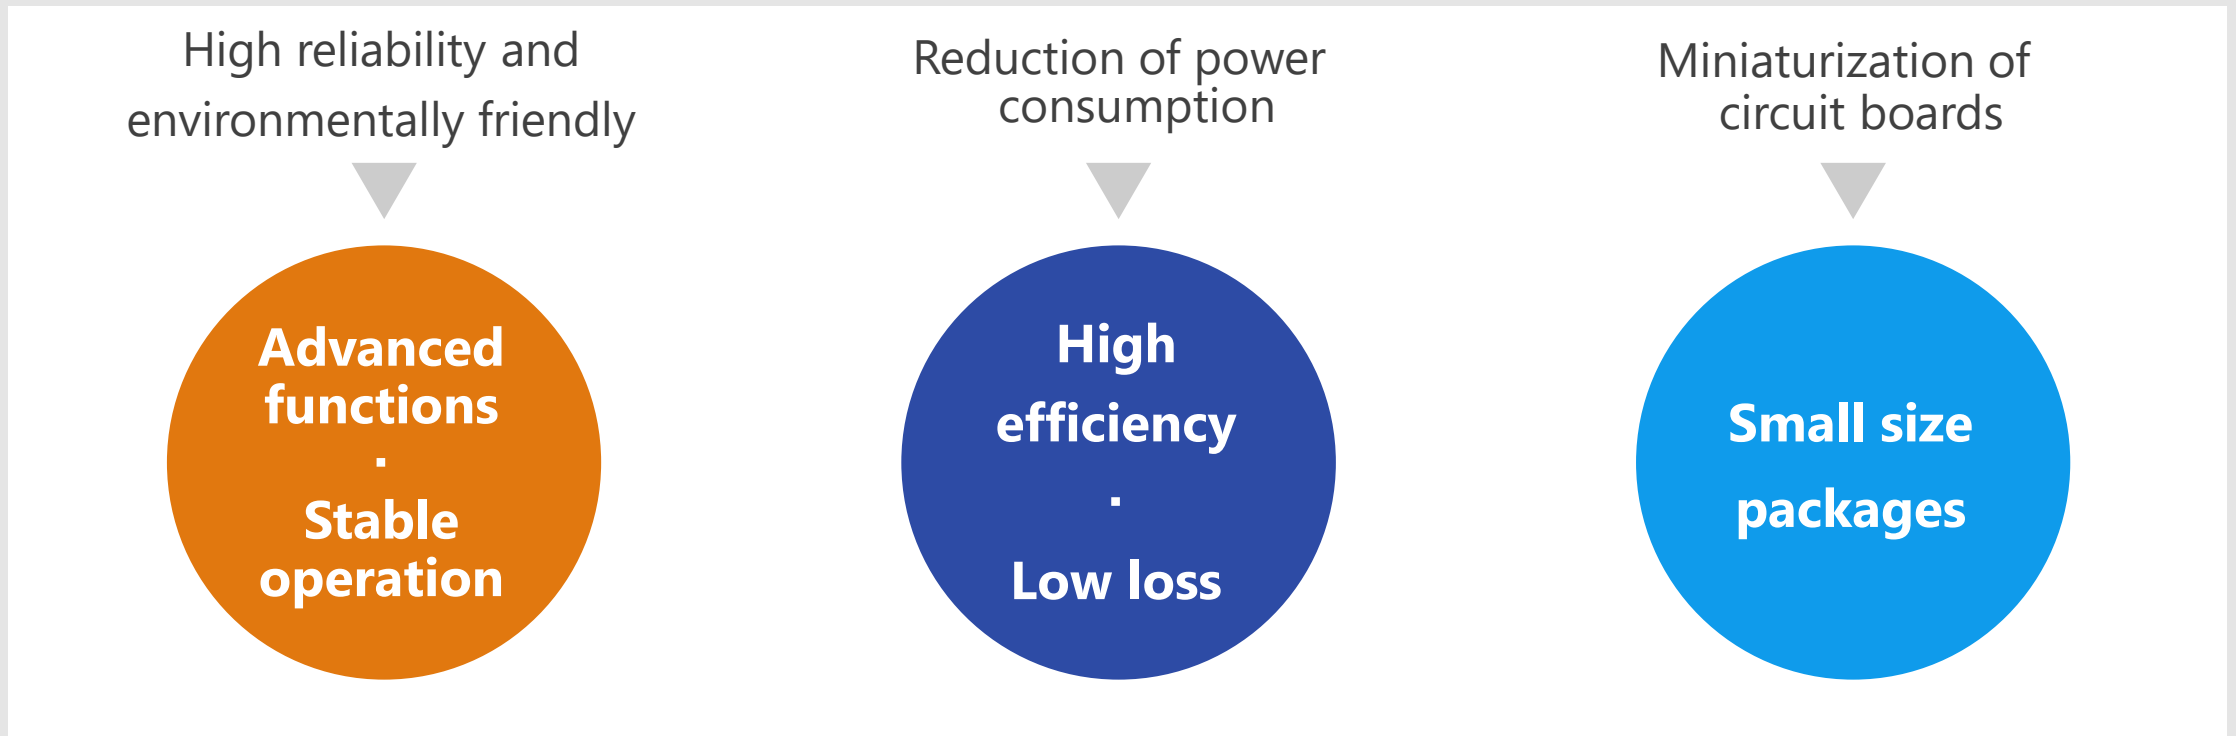 High reliability and
environmentally friendly
Advanced
functions
・
Stable
operation
Reduction of power
consumption
High
efficiency
・
Low loss
Miniaturization of
circuit boards
Small size
packages